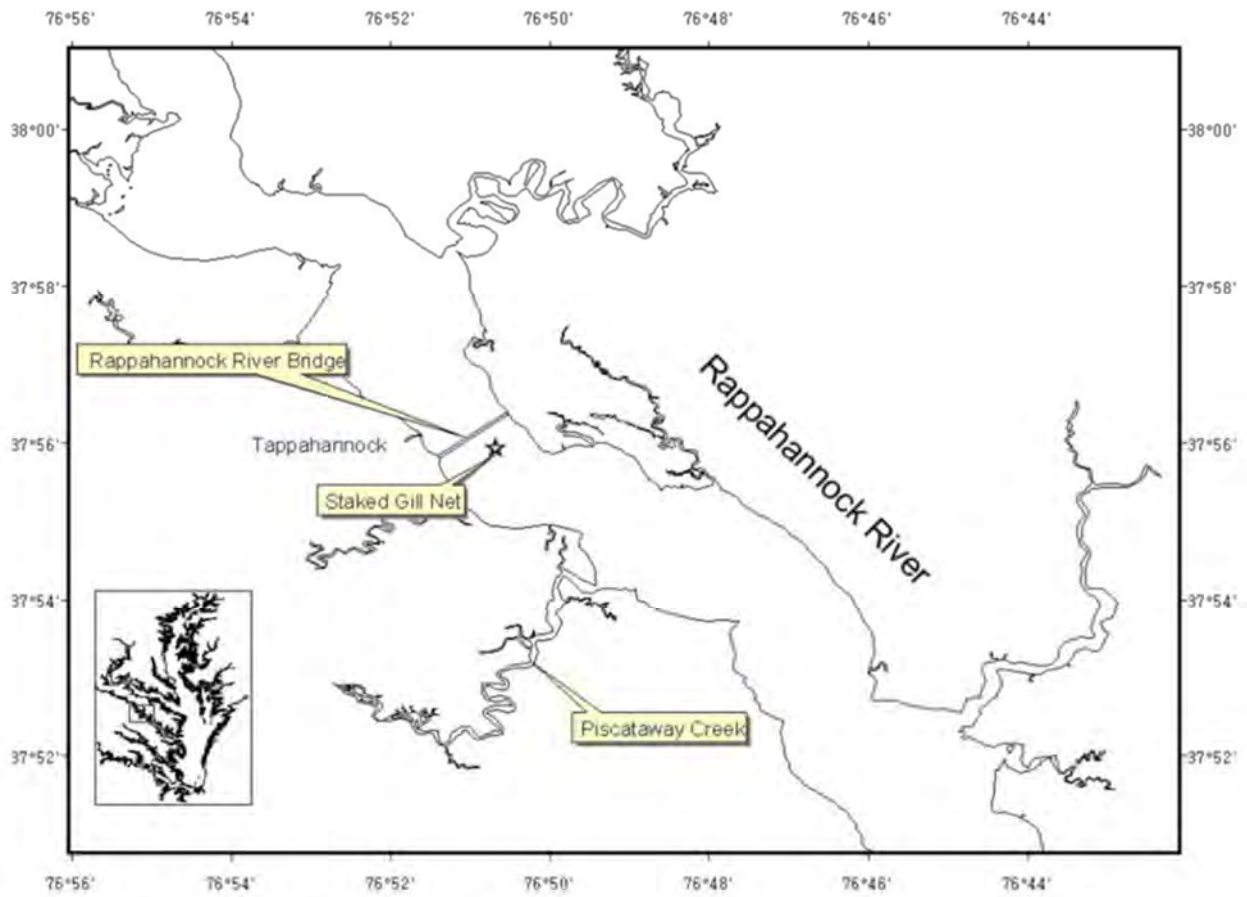 76°56' 76°54' 76°52' 76°50' 76°48' 76°46' 76°44'
38°00' 38°00'
37°58' 37°58'
Rappahannock River Bridge
Rappahannock River
37°56' Tappahannock 37°56'
Staked Gill Net
37°54' 37°54'
Piscataway Creek
37°52' 37°52'
76°56' 76°54' 76°52' 76°50' 76°48' 76°46' 76°44'